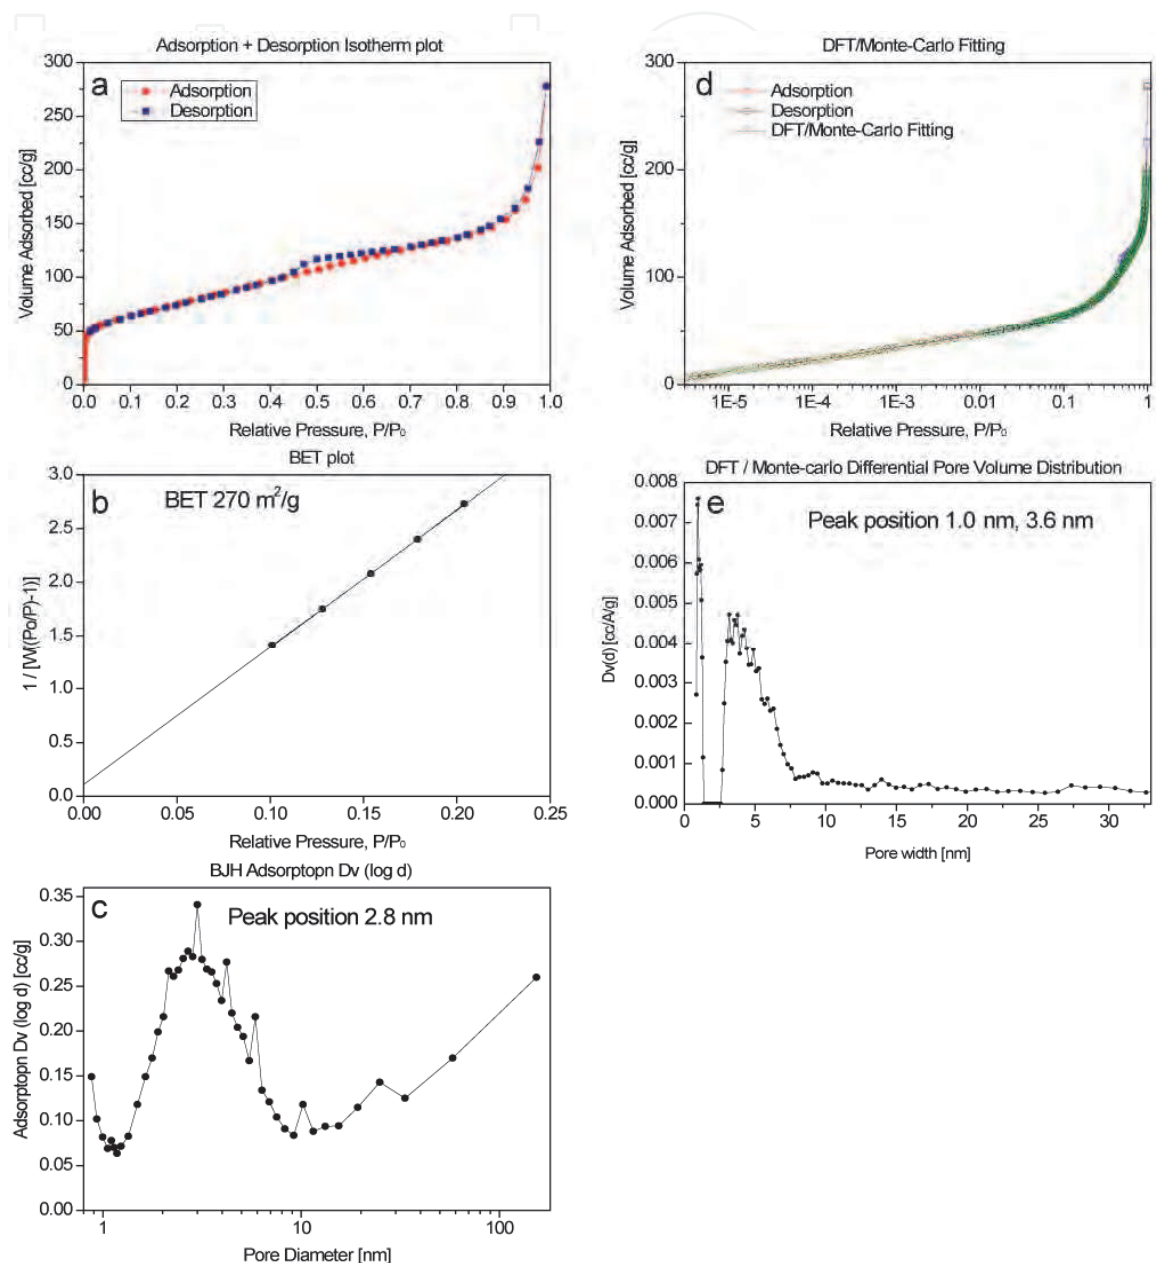 Adsorption + Desorption Isotherm plot
a
Adsorption
Desorption
300
250
200
150
100
50
0
Volume Adsorbed [cc/g]
0.0 0.1 0.2 0.3 0.4 0.5 0.6 0.7 0.8 0.9 1.0
Relative Pressure, P/P₀
DFT/Monte-Carlo Fitting
d
Adsorption
Desorption
DFT/Monte-Carlo Fitting
300
200
100
0
Volume Adsorbed [cc/g]
1E-5 1E-4 1E-3 0.01 0.1 1
Relative Pressure, P/P₀
BET plot
b
BET 270 m²/g
3.0
2.5
2.0
1.5
1.0
0.5
0.0
1 / [W((Po/P)-1)]
0.00 0.05 0.10 0.15 0.20 0.25
Relative Pressure, P/P₀
DFT / Monte-carlo Differential Pore Volume Distribution
e
Peak position 1.0 nm, 3.6 nm
0.008
0.007
0.006
0.005
0.004
0.003
0.002
0.001
0.000
Dv(d) [cc/A/g]
0 5 10 15 20 25 30
Pore width [nm]
BJH Adsorptopn Dv (log d)
c
Peak position 2.8 nm
0.35
0.30
0.25
0.20
0.15
0.10
0.05
0.00
Adsorptopn Dv (log d) [cc/g]
1 10 100
Pore Diameter [nm]